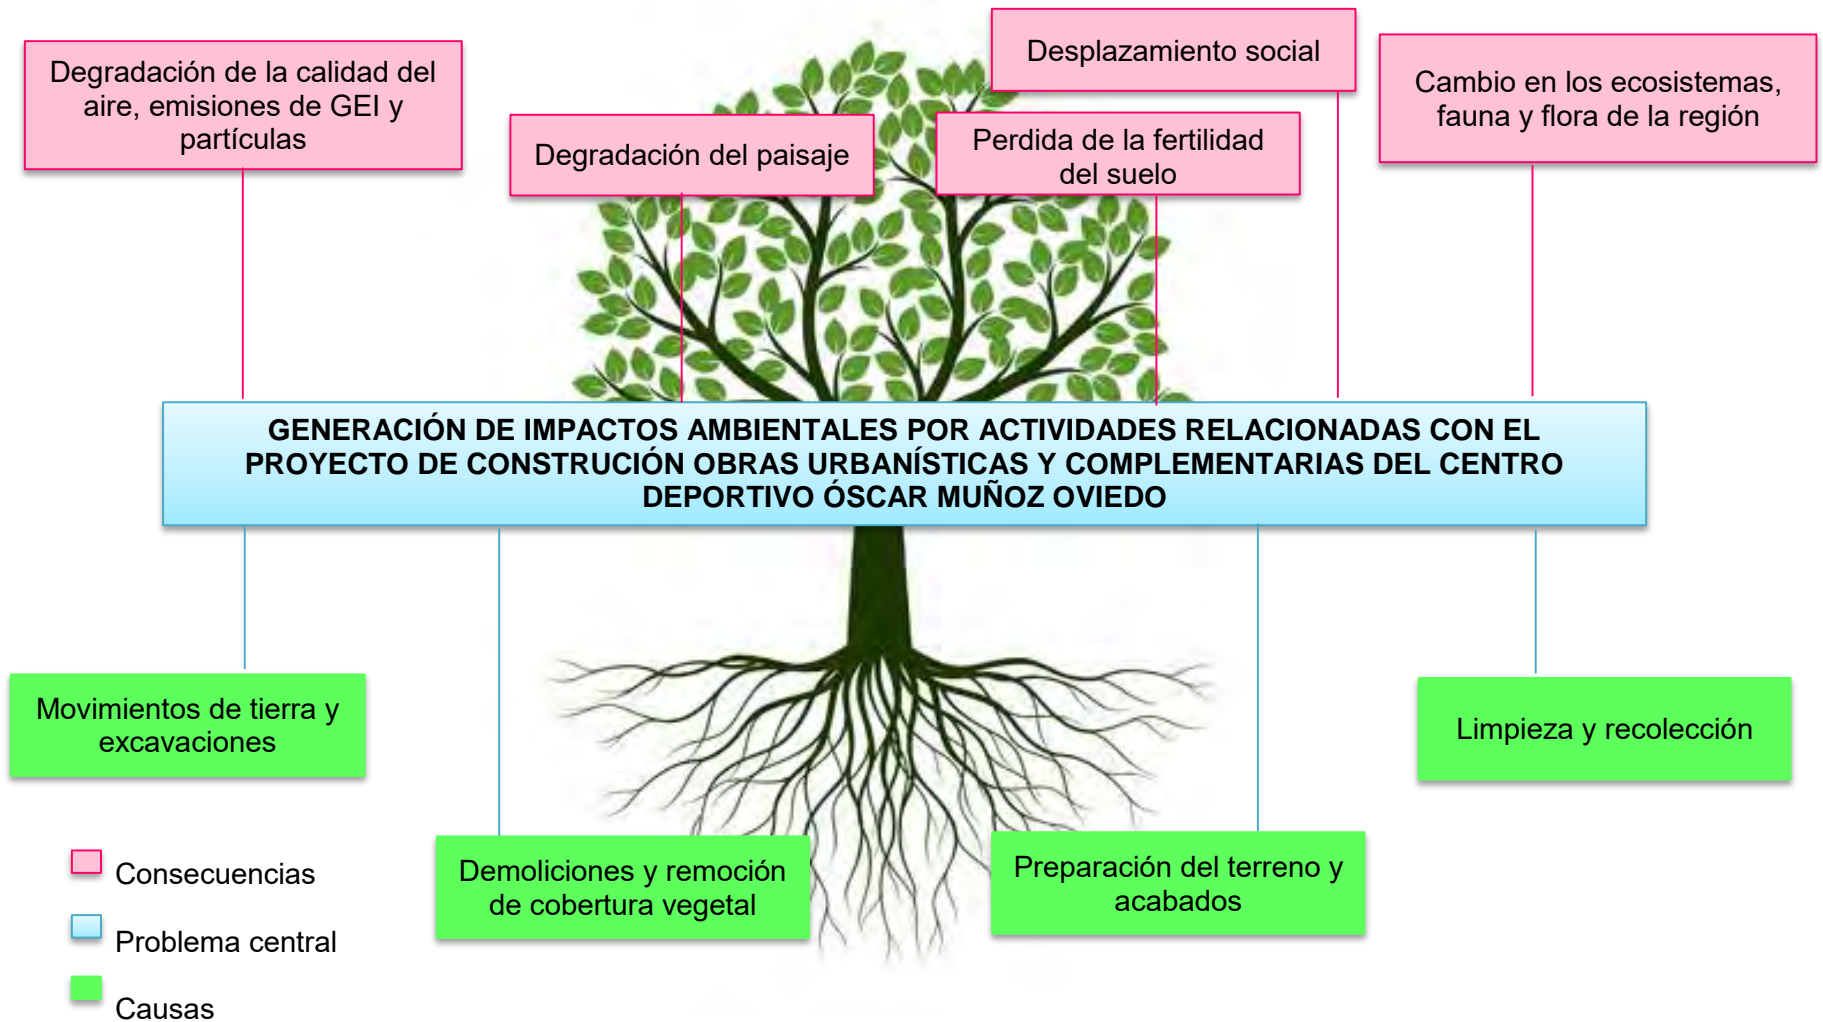 Degradación de la calidad del
aire, emisiones de GEI y
partículas
Degradación del paisaje
Desplazamiento social
Perdida de la fertilidad
del suelo
Cambio en los ecosistemas,
fauna y flora de la región
GENERACIÓN DE IMPACTOS AMBIENTALES POR ACTIVIDADES RELACIONADAS CON EL
PROYECTO DE CONSTRUCIÓN OBRAS URBANÍSTICAS Y COMPLEMENTARIAS DEL CENTRO
DEPORTIVO ÓSCAR MUÑOZ OVIEDO
Movimientos de tierra y
excavaciones
Demoliciones y remoción
de cobertura vegetal
Preparación del terreno y
acabados
Limpieza y recolección
Consecuencias
Problema central
Causas